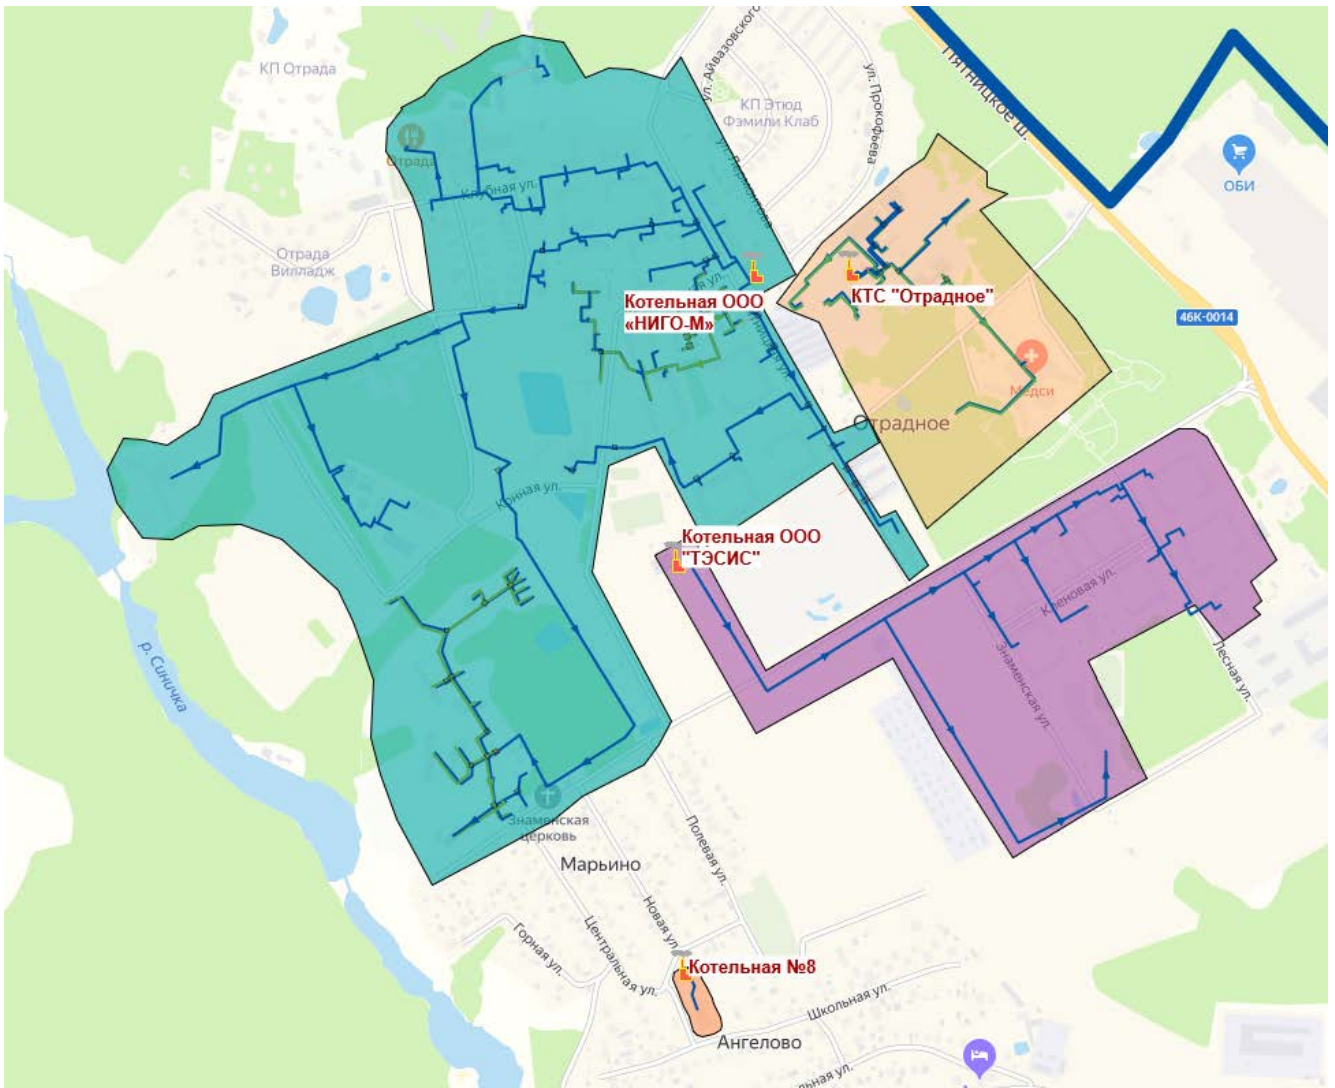 КП Отрада
ул. Айвазовского
КП Этюд
Фэмили Клаб
ул. Прокофьева
Пятницкое ш.
ОБИ
Отрада
Клубная ул.
ул. Лермонтова
Отрада
Вилладж
Котельная ООО
«НИГО-М»
КТС "Отрадное"
46К-0014
Медси
Отрадное
Конная ул.
Котельная ООО
"ТЭСИС"
Кленовая ул.
Знаменская ул.
Лесная ул.
р. Синичка
Знаменская
церковь
Марьино
Полевая ул.
Новая ул.
Центральная ул.
Горная ул.
Котельная №8
Школьная ул.
Ангелово